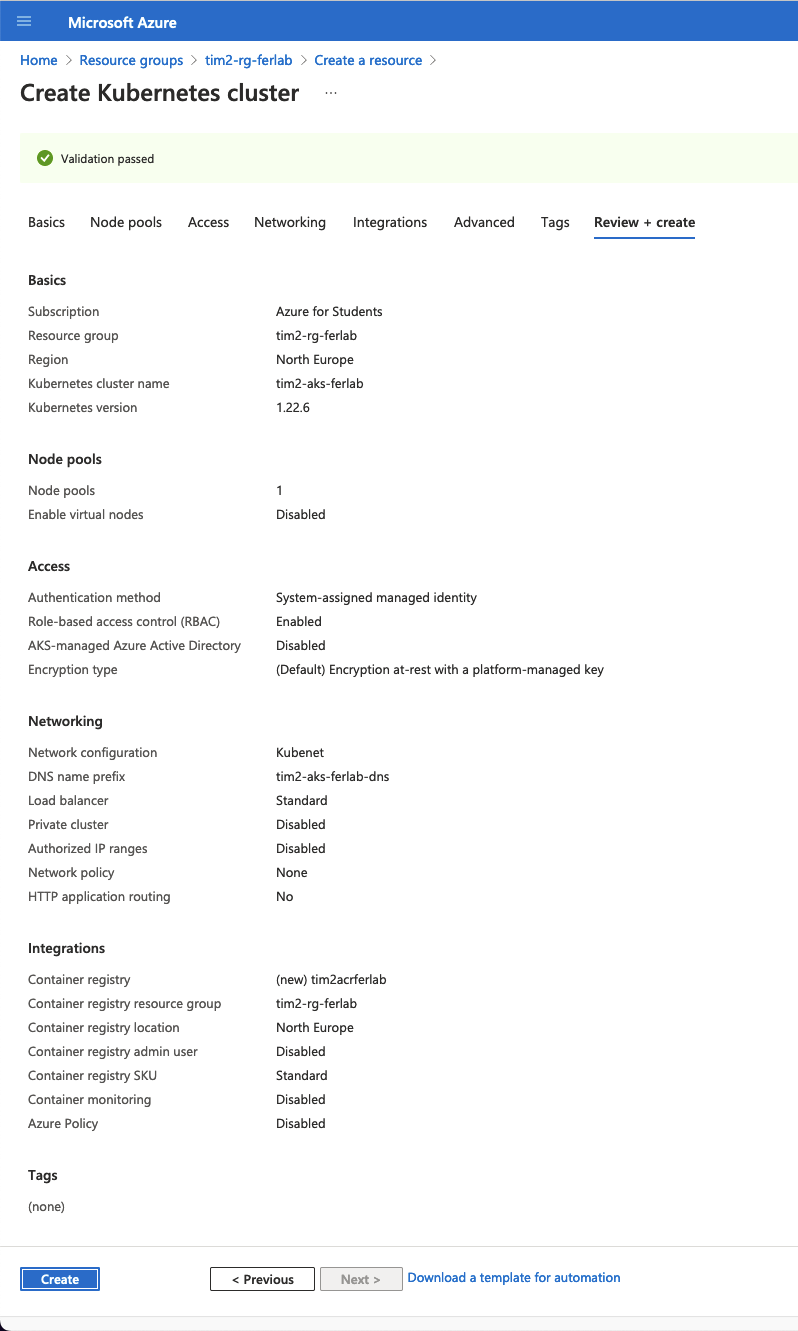 Microsoft Azure
Home > Resource groups > tim2-rg-ferlab > Create a resource >
Create Kubernetes cluster ...
Validation passed
Basics Node pools Access Networking Integrations Advanced Tags Review + create
Basics
Subscription Azure for Students
Resource group tim2-rg-ferlab
Region North Europe
Kubernetes cluster name tim2-aks-ferlab
Kubernetes version 1.22.6
Node pools
Node pools 1
Enable virtual nodes Disabled
Access
Authentication method System-assigned managed identity
Role-based access control (RBAC) Enabled
AKS-managed Azure Active Directory Disabled
Encryption type (Default) Encryption at-rest with a platform-managed key
Networking
Network configuration Kubenet
DNS name prefix tim2-aks-ferlab-dns
Load balancer Standard
Private cluster Disabled
Authorized IP ranges Disabled
Network policy None
HTTP application routing No
Integrations
Container registry (new) tim2acrferlab
Container registry resource group tim2-rg-ferlab
Container registry location North Europe
Container registry admin user Disabled
Container registry SKU Standard
Container monitoring Disabled
Azure Policy Disabled
Tags
(none)
Create < Previous Next > Download a template for automation